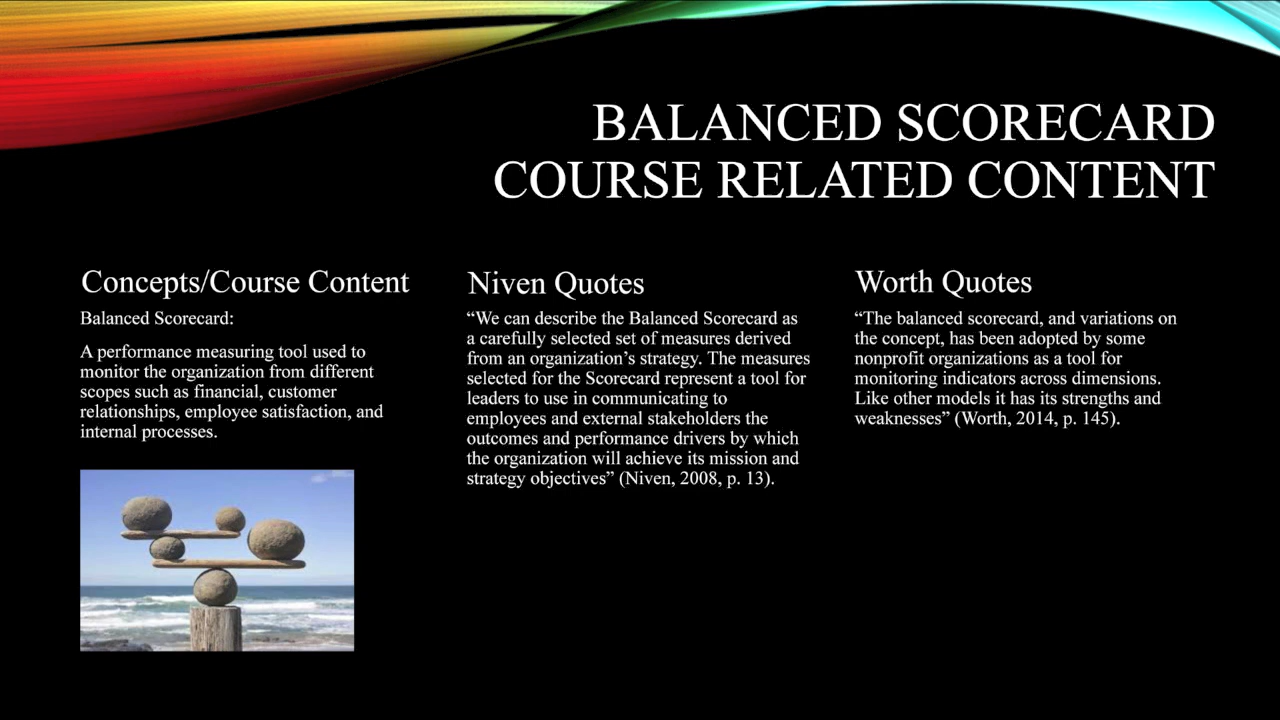 BALANCED SCORECARD
COURSE RELATED CONTENT
Concepts/Course Content
Balanced Scorecard:
A performance measuring tool used to
monitor the organization from different
scopes such as financial, customer
relationships, employee satisfaction, and
internal processes.
Niven Quotes
“We can describe the Balanced Scorecard as
a carefully selected set of measures derived
from an organization’s strategy. The measures
selected for the Scorecard represent a tool for
leaders to use in communicating to
employees and external stakeholders the
outcomes and performance drivers by which
the organization will achieve its mission and
strategy objectives” (Niven, 2008, p. 13).
Worth Quotes
“The balanced scorecard, and variations on
the concept, has been adopted by some
nonprofit organizations as a tool for
monitoring indicators across dimensions.
Like other models it has its strengths and
weaknesses” (Worth, 2014, p. 145).